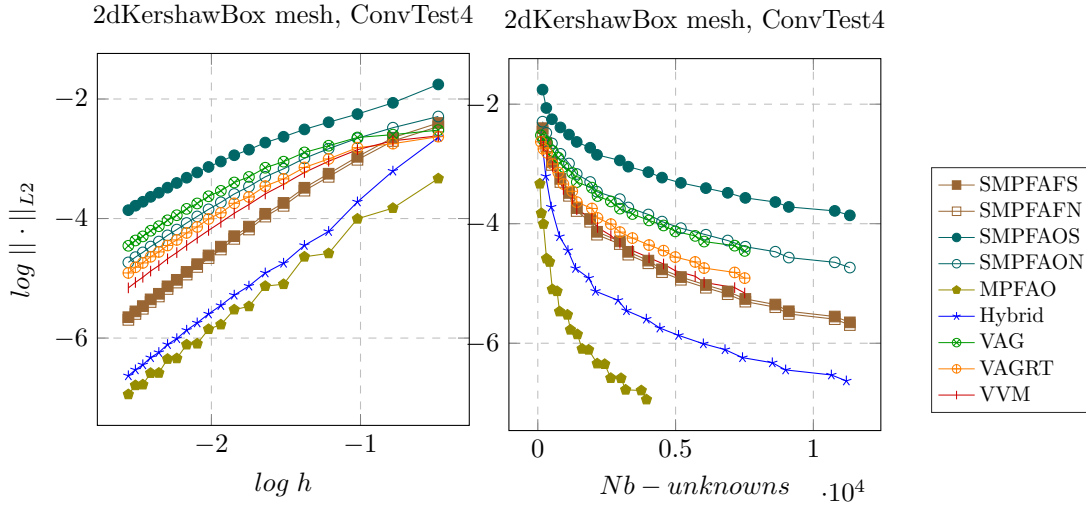 2dKershawBox mesh, ConvTest4
−2
−4
−6
−2
−1
log h
log || · ||L2
2dKershawBox mesh, ConvTest4
−2
−4
−6
0
0.5
1
·10^4
Nb − unknowns
SMPFAFS
SMPFAFN
SMPFAOS
SMPFAON
MPFAO
Hybrid
VAG
VAGRT
VVM